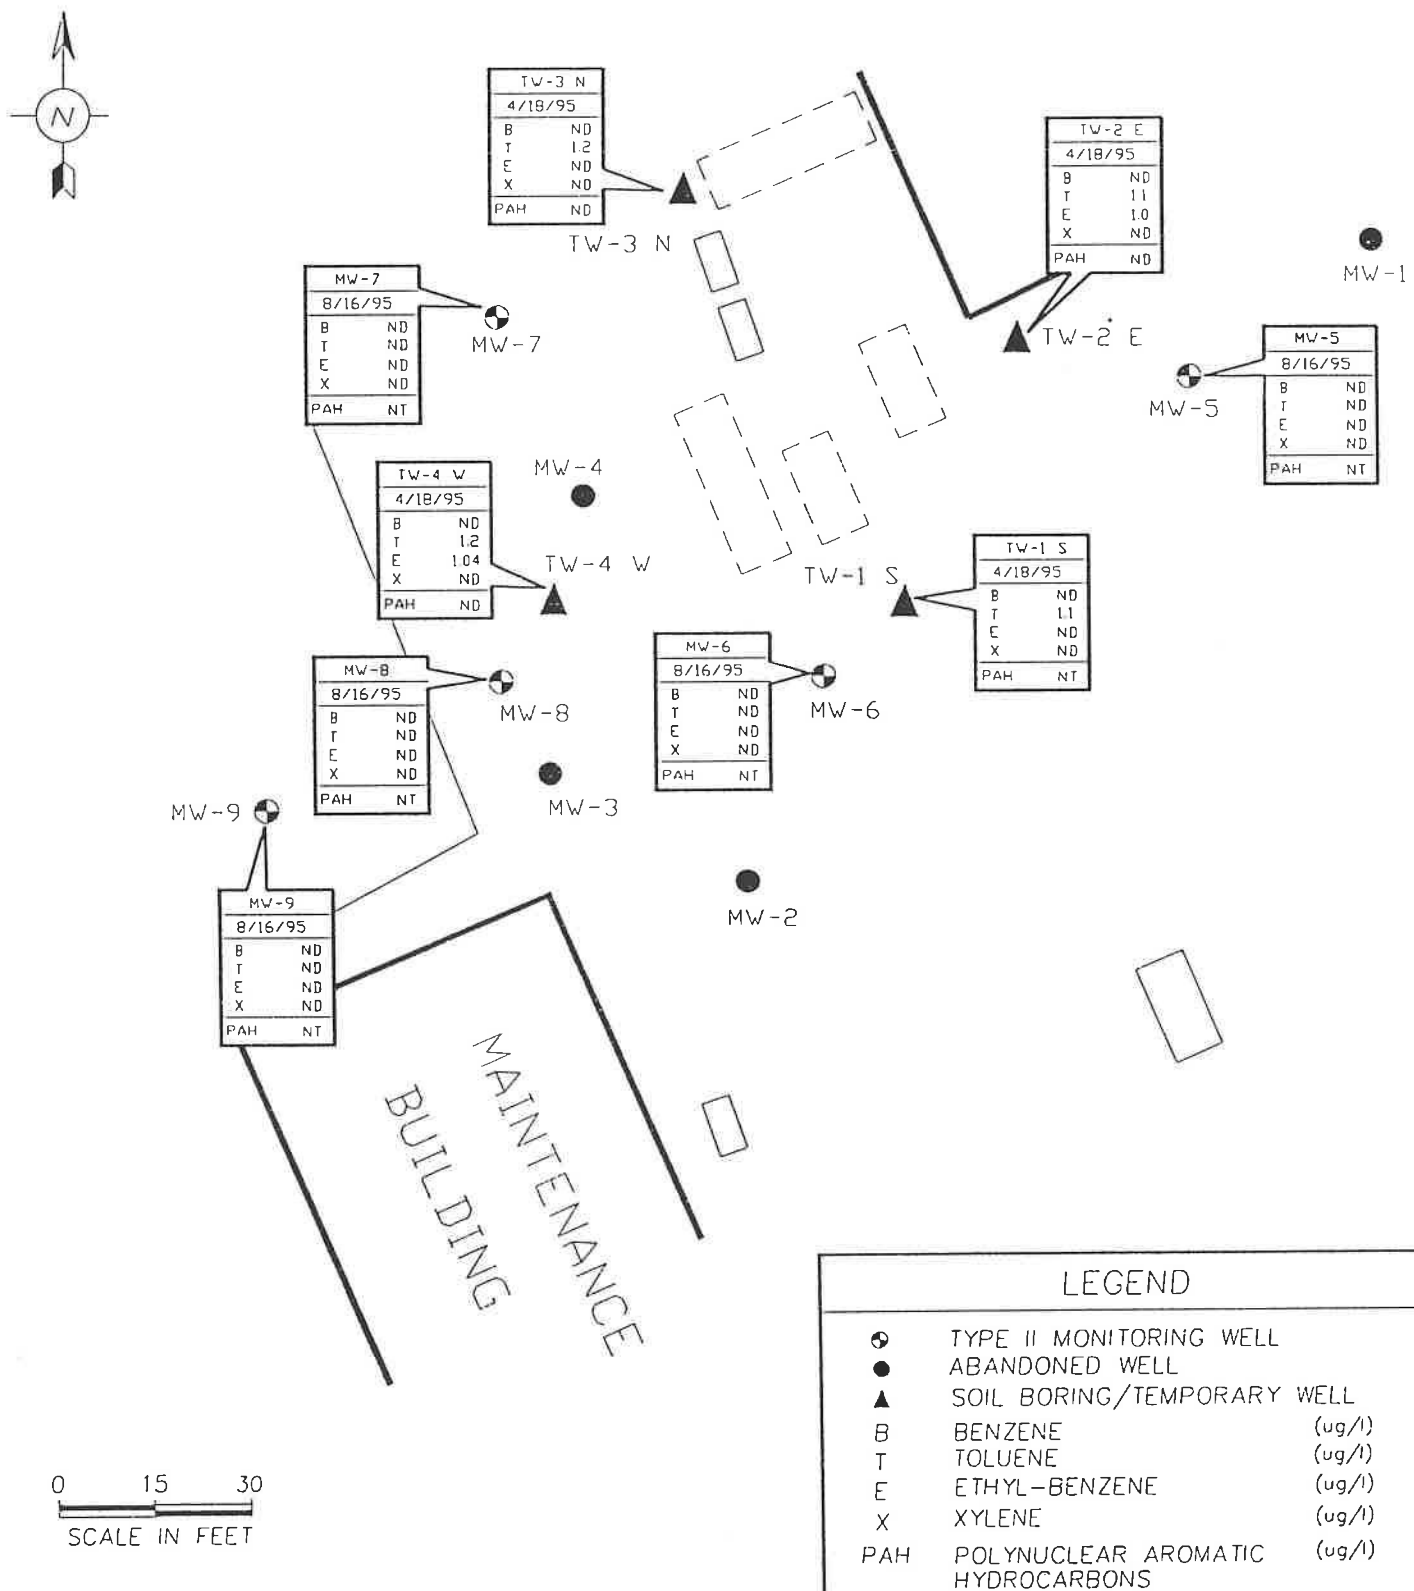 N
TW-3 N
4/18/95
B ND
T 1.2
E ND
X ND
PAH ND
TW-3 N
TW-2 E
4/18/95
B ND
T 1.1
E 1.0
X ND
PAH ND
TW-2 E
MW-1
MW-7
8/16/95
B ND
T ND
E ND
X ND
PAH NT
MW-7
MW-5
8/16/95
B ND
T ND
E ND
X ND
PAH NT
MW-5
MW-4
TW-4 W
4/18/95
B ND
T 1.2
E 1.04
X ND
PAH ND
TW-4 W
TW-1 S
TW-1 S
4/18/95
B ND
T 1.1
E ND
X ND
PAH NT
MW-8
8/16/95
B ND
T ND
E ND
X ND
PAH NT
MW-8
MW-6
8/16/95
B ND
T ND
E ND
X ND
PAH NT
MW-6
MW-3
MW-9
MW-9
8/16/95
B ND
T ND
E ND
X ND
PAH NT
MW-2
MAINTENANCE
BUILDING
0 15 30
SCALE IN FEET
LEGEND
TYPE II MONITORING WELL
ABANDONED WELL
SOIL BORING/TEMPORARY WELL
B BENZENE (ug/l)
T TOLUENE (ug/l)
E ETHYL-BENZENE (ug/l)
X XYLENE (ug/l)
PAH POLYNUCLEAR AROMATIC (ug/l)
HYDROCARBONS